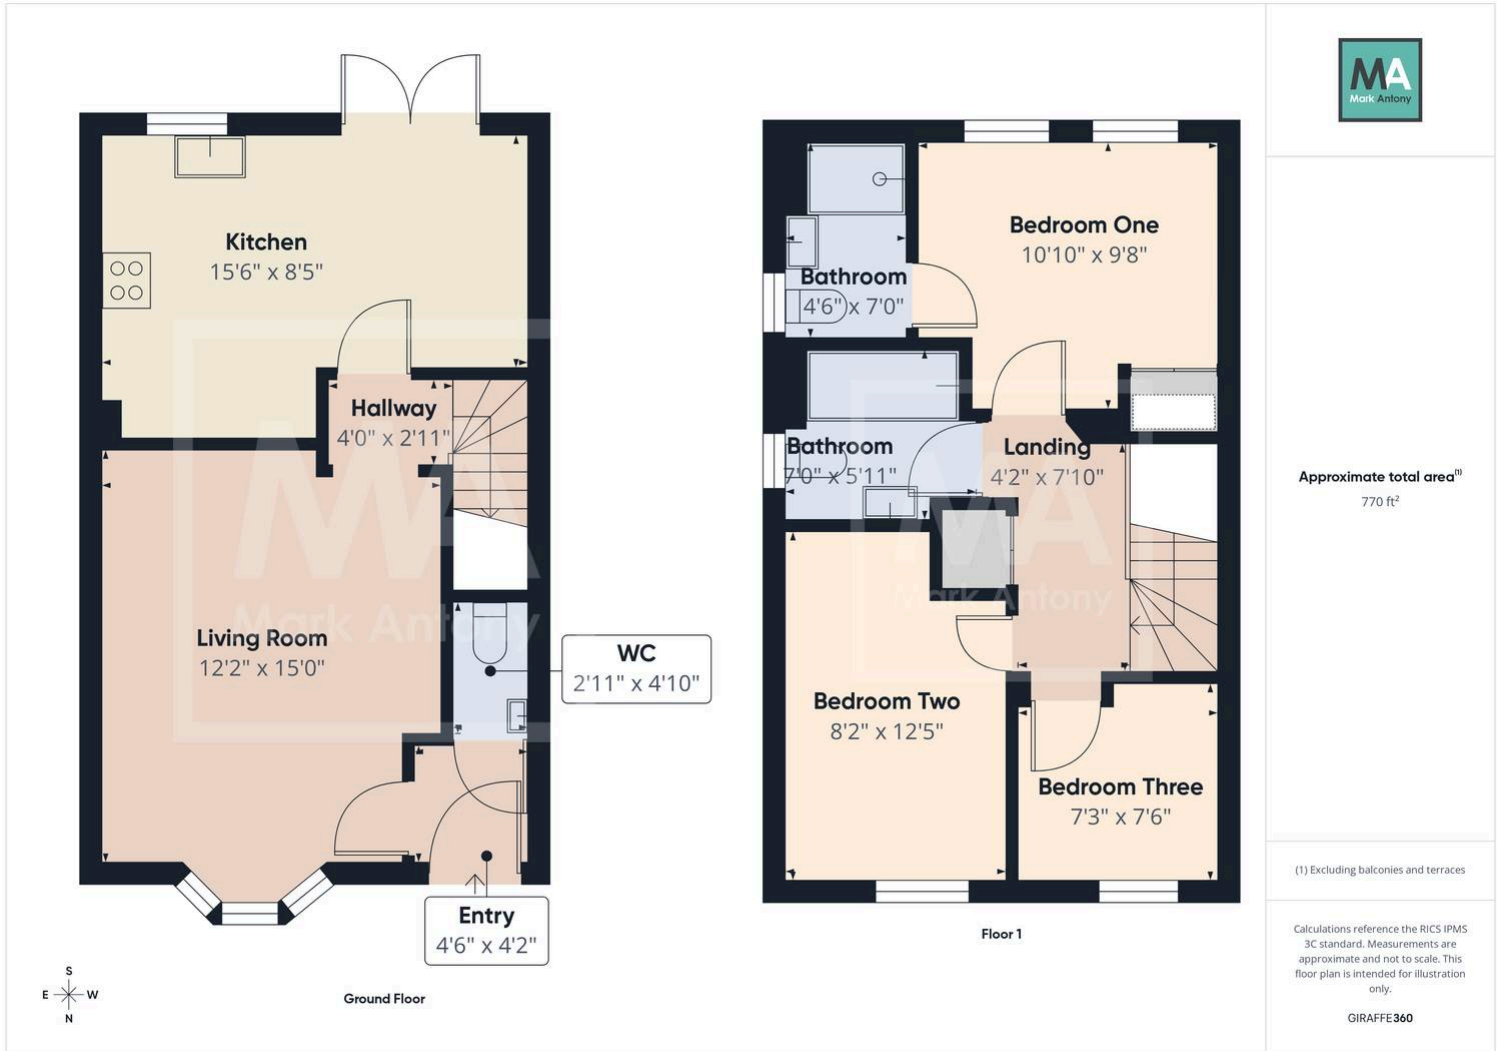 Kitchen
15'6" x 8'5"
Hallway
4'0" x 2'11"
Living Room
12'2" x 15'0"
WC
2'11" x 4'10"
Entry
4'6" x 4'2"
MA
Mark Antony
S
E W
N
Ground Floor
Bathroom
4'6" x 7'0"
Bedroom One
10'10" x 9'8"
Bathroom
7'0" x 5'11"
Landing
4'2" x 7'10"
MA
Mark Antony
Bedroom Two
8'2" x 12'5"
Bedroom Three
7'3" x 7'6"
Floor 1
MA
Mark Antony
Approximate total area(1)
770 ft²
(1) Excluding balconies and terraces
Calculations reference the RICS IPMS
3C standard. Measurements are
approximate and not to scale. This
floor plan is intended for illustration
only.
GIRAFFE360